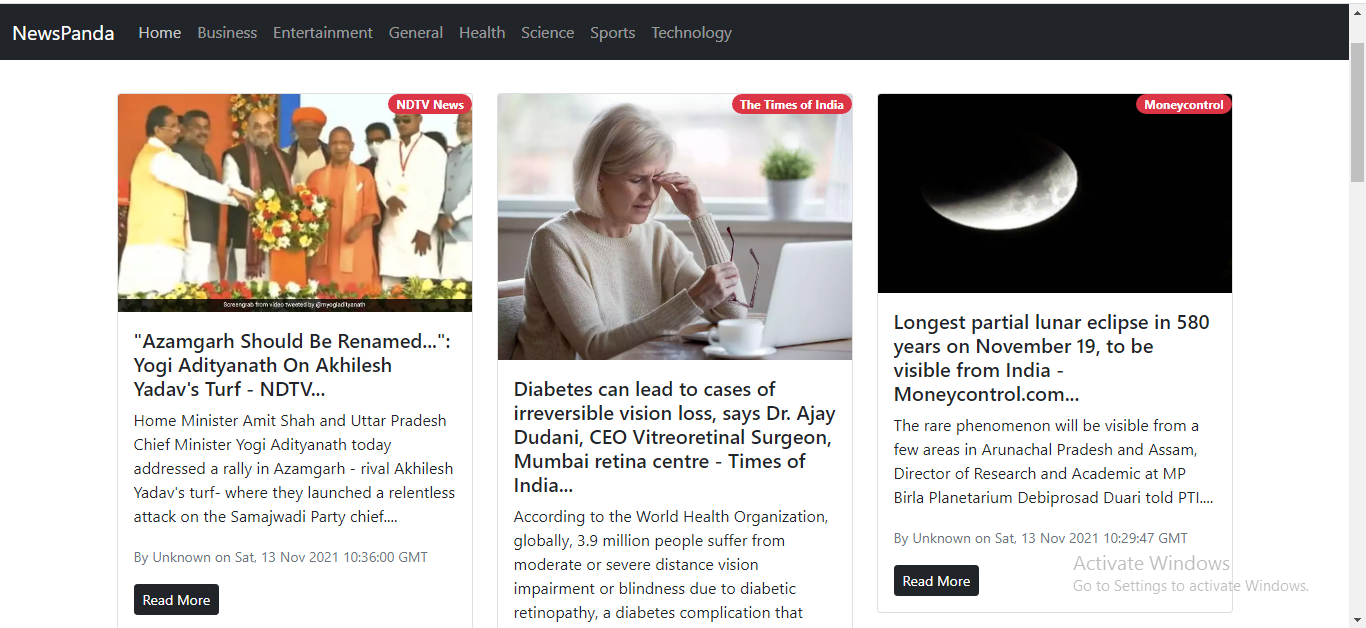 NewsPanda Home Business Entertainment General Health Science Sports Technology
NDTV News
Screengrab from video tweeted by @myogiadityanath
"Azamgarh Should Be Renamed...":
Yogi Adityanath On Akhilesh
Yadav's Turf - NDTV...
Home Minister Amit Shah and Uttar Pradesh
Chief Minister Yogi Adityanath today
addressed a rally in Azamgarh - rival Akhilesh
Yadav's turf- where they launched a relentless
attack on the Samajwadi Party chief....
By Unknown on Sat, 13 Nov 2021 10:36:00 GMT
Read More
The Times of India
Diabetes can lead to cases of
irreversible vision loss, says Dr. Ajay
Dudani, CEO Vitreoretinal Surgeon,
Mumbai retina centre - Times of
India...
According to the World Health Organization,
globally, 3.9 million people suffer from
moderate or severe distance vision
impairment or blindness due to diabetic
retinopathy, a diabetes complication that
Moneycontrol
Longest partial lunar eclipse in 580
years on November 19, to be
visible from India -
Moneycontrol.com...
The rare phenomenon will be visible from a
few areas in Arunachal Pradesh and Assam,
Director of Research and Academic at MP
Birla Planetarium Debiprosad Duari told PTI....
By Unknown on Sat, 13 Nov 2021 10:29:47 GMT
Read More
Activate Windows
Go to Settings to activate Windows.